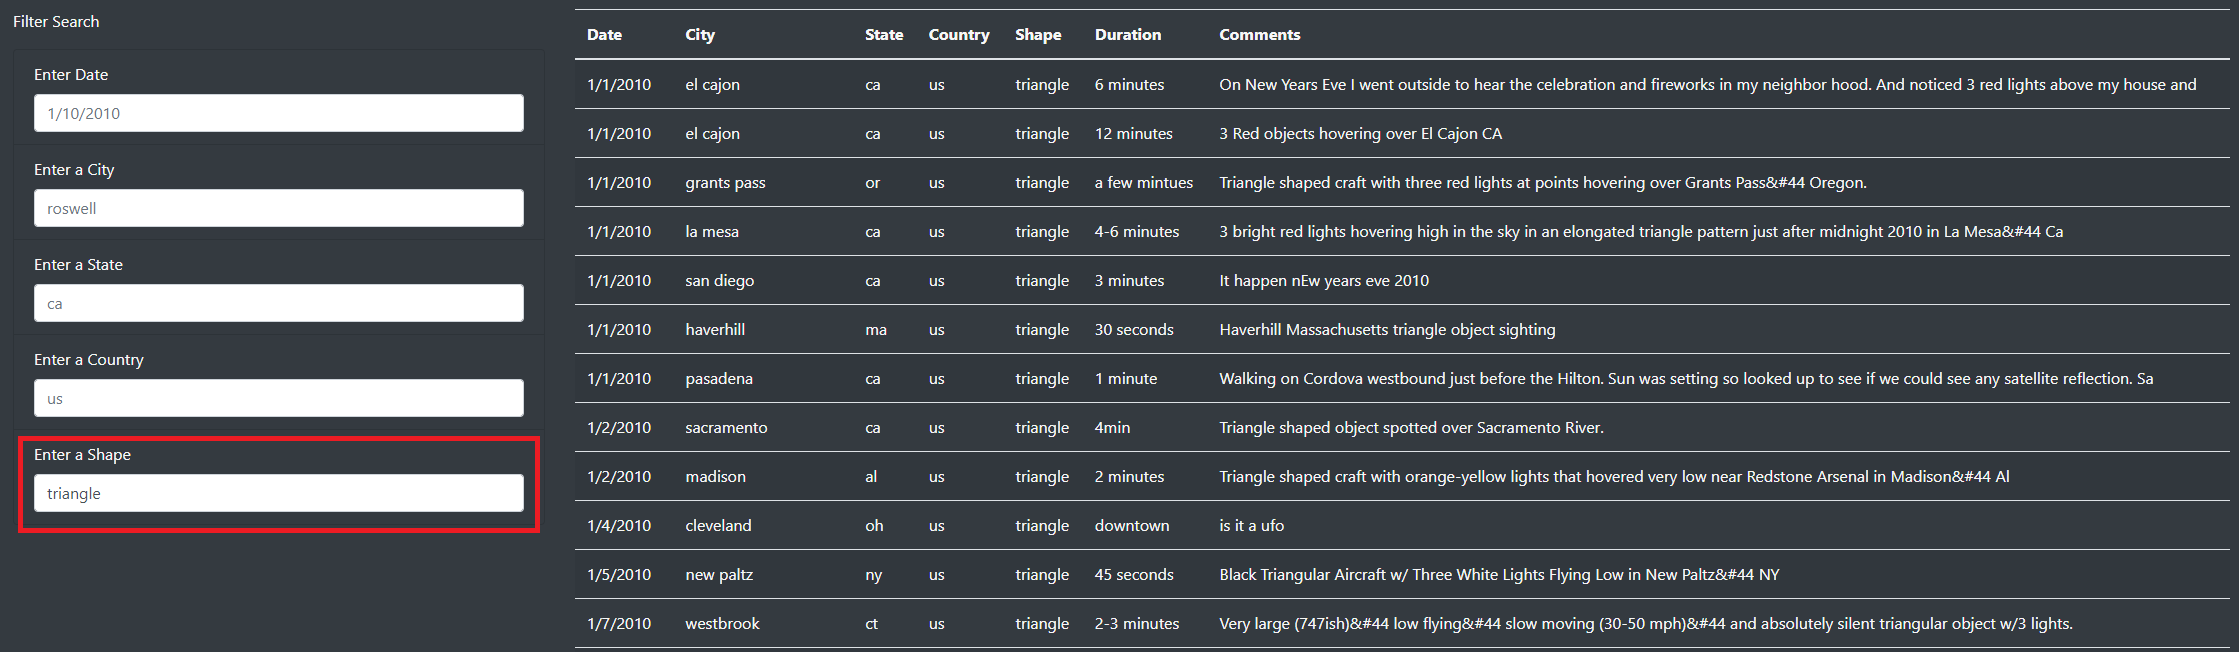 Filter Search
Enter Date
1/10/2010
Enter a City
roswell
Enter a State
ca
Enter a Country
us
Enter a Shape
triangle
Date City State Country Shape Duration Comments
1/1/2010 el cajon ca us triangle 6 minutes On New Years Eve I went outside to hear the celebration and fireworks in my neighbor hood. And noticed 3 red lights above my house and
1/1/2010 el cajon ca us triangle 12 minutes 3 Red objects hovering over El Cajon CA
1/1/2010 grants pass or us triangle a few mintues Triangle shaped craft with three red lights at points hovering over Grants Pass&#44 Oregon.
1/1/2010 la mesa ca us triangle 4-6 minutes 3 bright red lights hovering high in the sky in an elongated triangle pattern just after midnight 2010 in La Mesa&#44 Ca
1/1/2010 san diego ca us triangle 3 minutes It happen nEw years eve 2010
1/1/2010 haverhill ma us triangle 30 seconds Haverhill Massachusetts triangle object sighting
1/1/2010 pasadena ca us triangle 1 minute Walking on Cordova westbound just before the Hilton. Sun was setting so looked up to see if we could see any satellite reflection. Sa
1/2/2010 sacramento ca us triangle 4min Triangle shaped object spotted over Sacramento River.
1/2/2010 madison al us triangle 2 minutes Triangle shaped craft with orange-yellow lights that hovered very low near Redstone Arsenal in Madison&#44 Al
1/4/2010 cleveland oh us triangle downtown is it a ufo
1/5/2010 new paltz ny us triangle 45 seconds Black Triangular Aircraft w/ Three White Lights Flying Low in New Paltz&#44 NY
1/7/2010 westbrook ct us triangle 2-3 minutes Very large (747ish)&#44 low flying&#44 slow moving (30-50 mph)&#44 and absolutely silent triangular object w/3 lights.